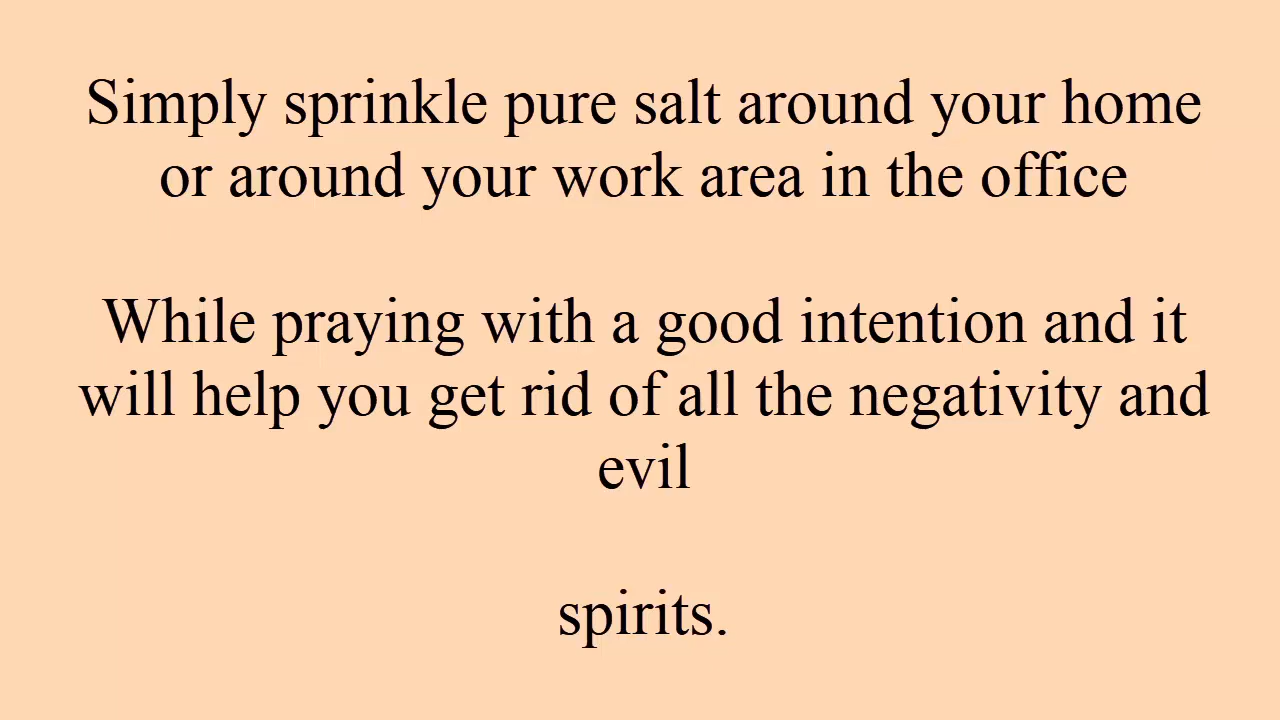 Simply sprinkle pure salt around your home
or around your work area in the office
While praying with a good intention and it
will help you get rid of all the negativity and
evil
spirits.